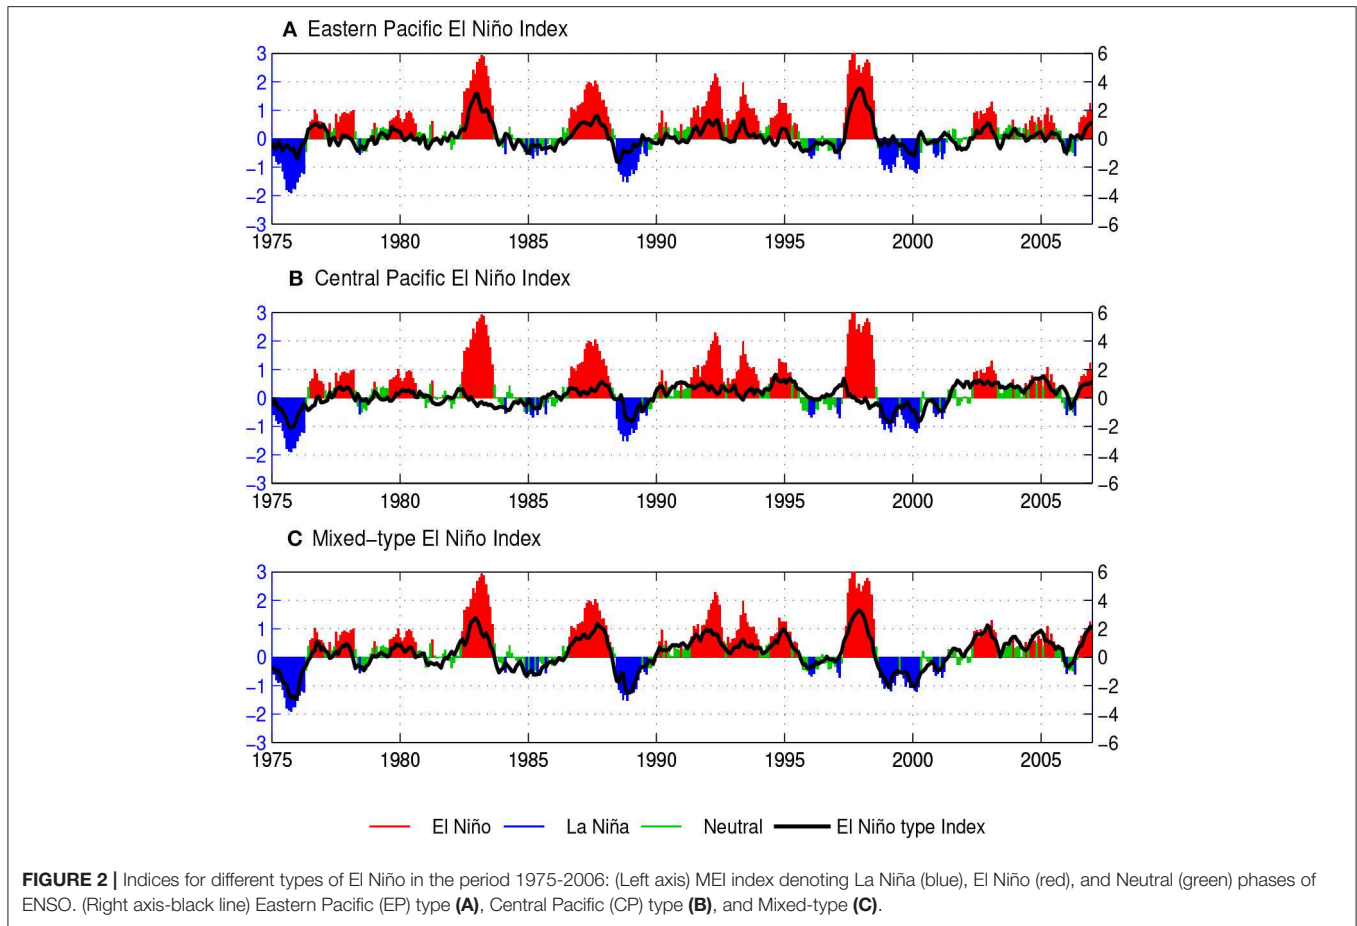 A Eastern Pacific El Niño Index
3 6
2 4
1 2
0 0
−1 −2
−2 −4
−3 −6
1975 1980 1985 1990 1995 2000 2005
B Central Pacific El Niño Index
3 6
2 4
1 2
0 0
−1 −2
−2 −4
−3 −6
1975 1980 1985 1990 1995 2000 2005
C Mixed−type El Niño Index
3 6
2 4
1 2
0 0
−1 −2
−2 −4
−3 −6
1975 1980 1985 1990 1995 2000 2005
El Niño La Niña Neutral El Niño type Index
FIGURE 2 | Indices for different types of El Niño in the period 1975-2006: (Left axis) MEI index denoting La Niña (blue), El Niño (red), and Neutral (green) phases of
ENSO. (Right axis-black line) Eastern Pacific (EP) type (A), Central Pacific (CP) type (B), and Mixed-type (C).